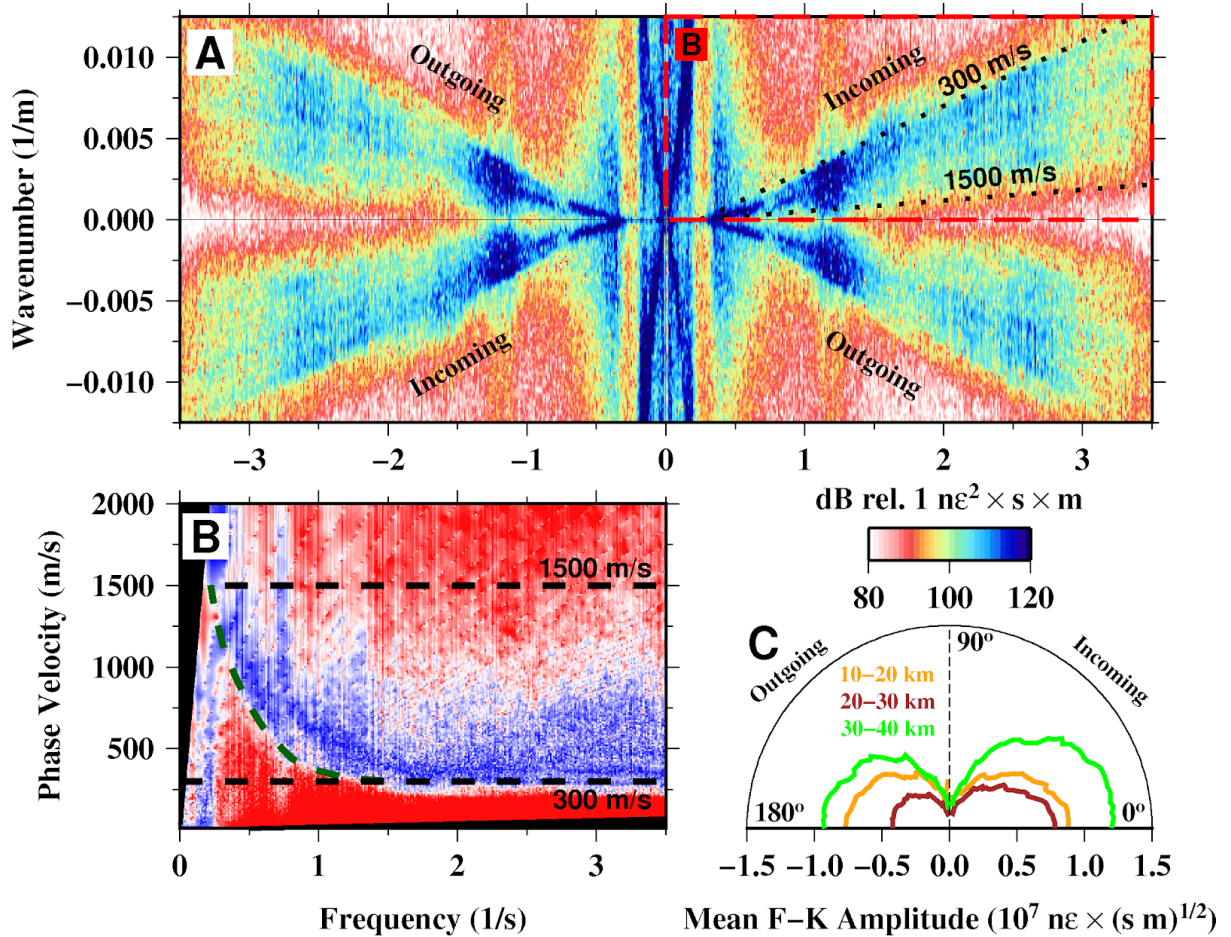 A
B
Outgoing
Incoming
300 m/s
1500 m/s
Incoming
Outgoing
Wavenumber (1/m)
0.010
0.005
0.000
−0.005
−0.010
−3 −2 −1 0 1 2 3
B
1500 m/s
300 m/s
Phase Velocity (m/s)
2000
1500
1000
500
0
0 1 2 3
Frequency (1/s)
dB rel. 1 nε² × s × m
80 100 120
C
90°
Outgoing
Incoming
10−20 km
20−30 km
30−40 km
180°
0°
−1.5 −1.0 −0.5 0.0 0.5 1.0 1.5
Mean F−K Amplitude (10⁷ nε × (s m)¹/²)